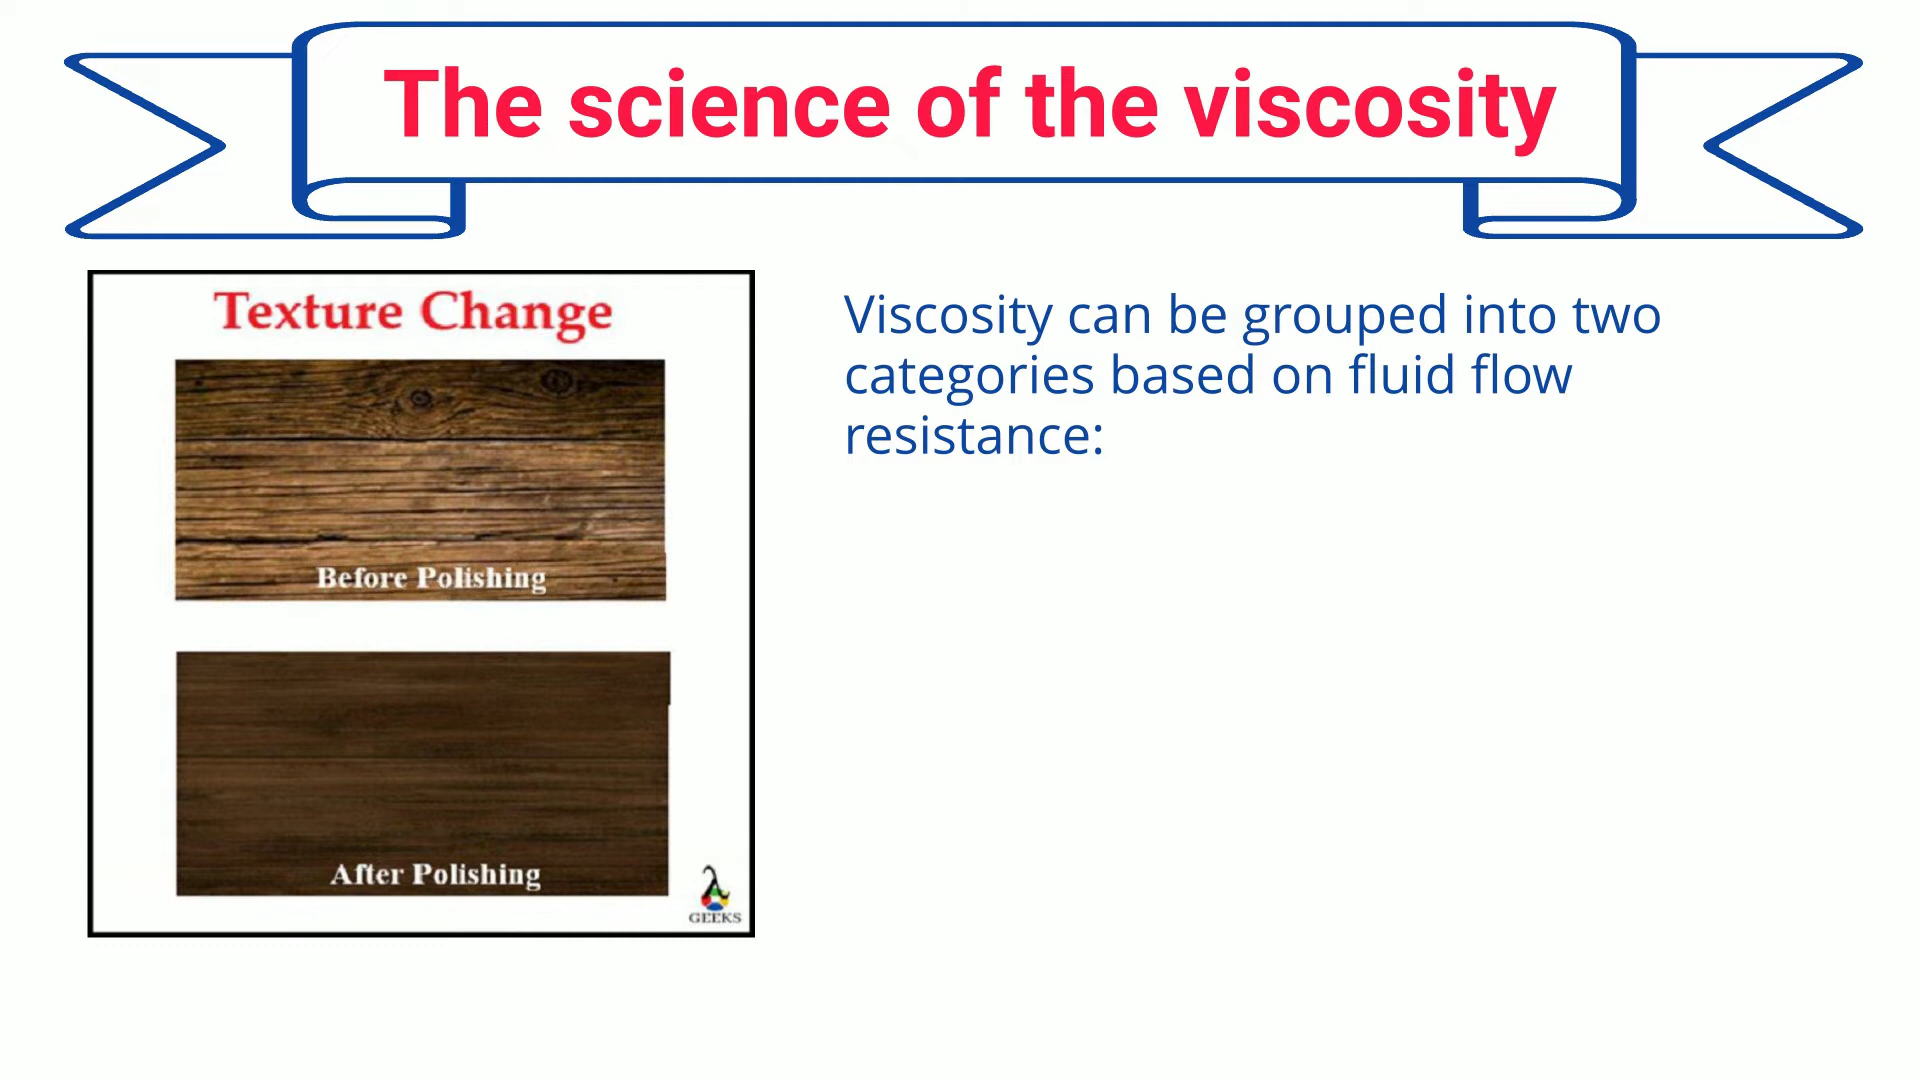 The science of the viscosity
Texture Change
Before Polishing
After Polishing
GEEKS
Viscosity can be grouped into two
categories based on fluid flow
resistance: